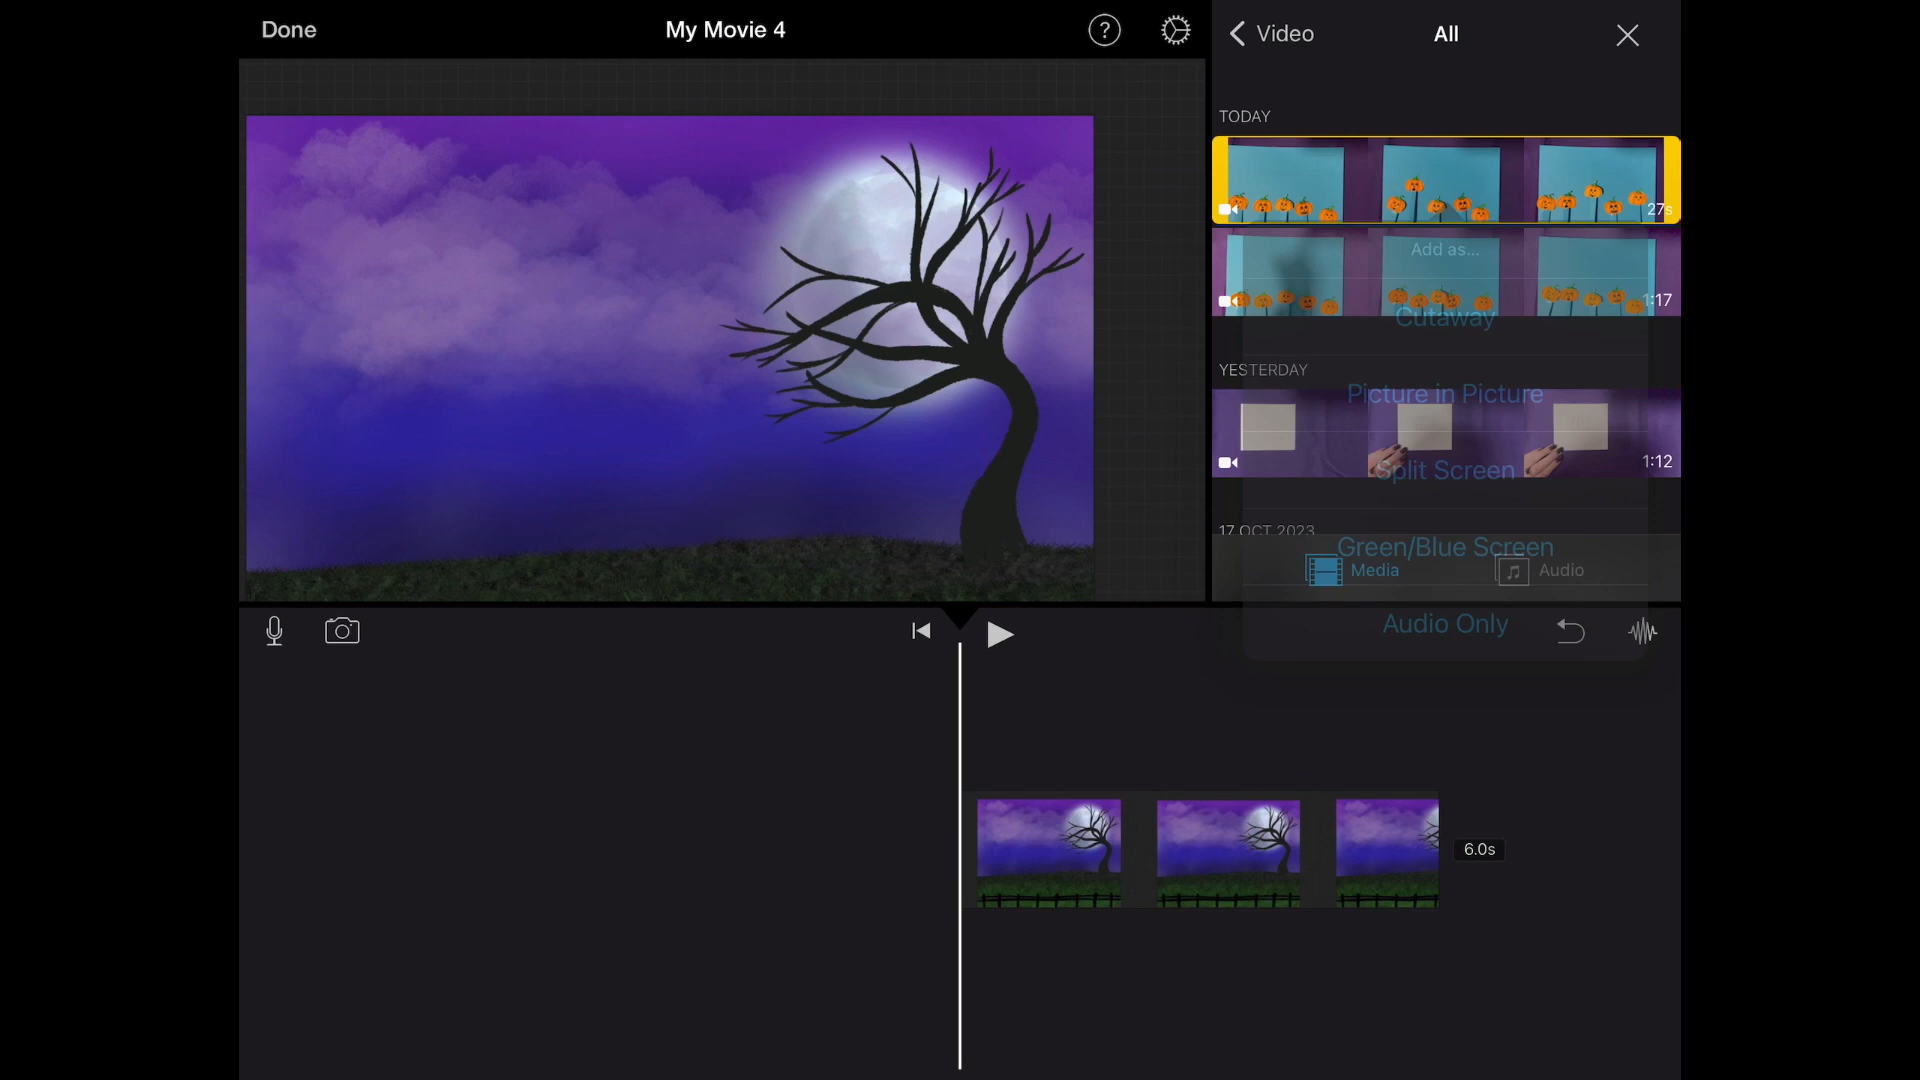 Done
My Movie 4
?
Video
All
TODAY
27s
Add as...
1:17
Cutaway
YESTERDAY
Picture in Picture
1:12
Split Screen
17 OCT 2023
Green/Blue Screen
Media
Audio
Audio Only
6.0s